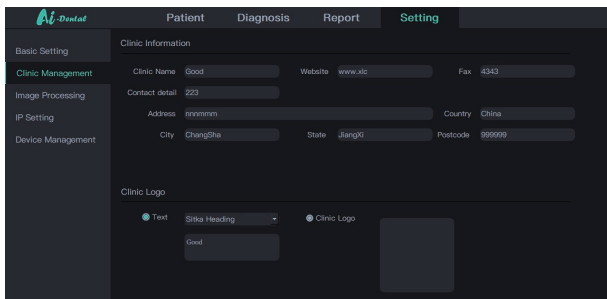 Ai-Dental Patient Diagnosis Report Setting
Basic Setting
Clinic Management
Image Processing
IP Setting
Device Management
Clinic Information
Clinic Name Good Website www.xlc Fax 4343
Contact detail 223
Address nnnmmm Country China
City ChangSha State JiangXi Postcode 999999
Clinic Logo
Text Sitka Heading Clinic Logo
Good